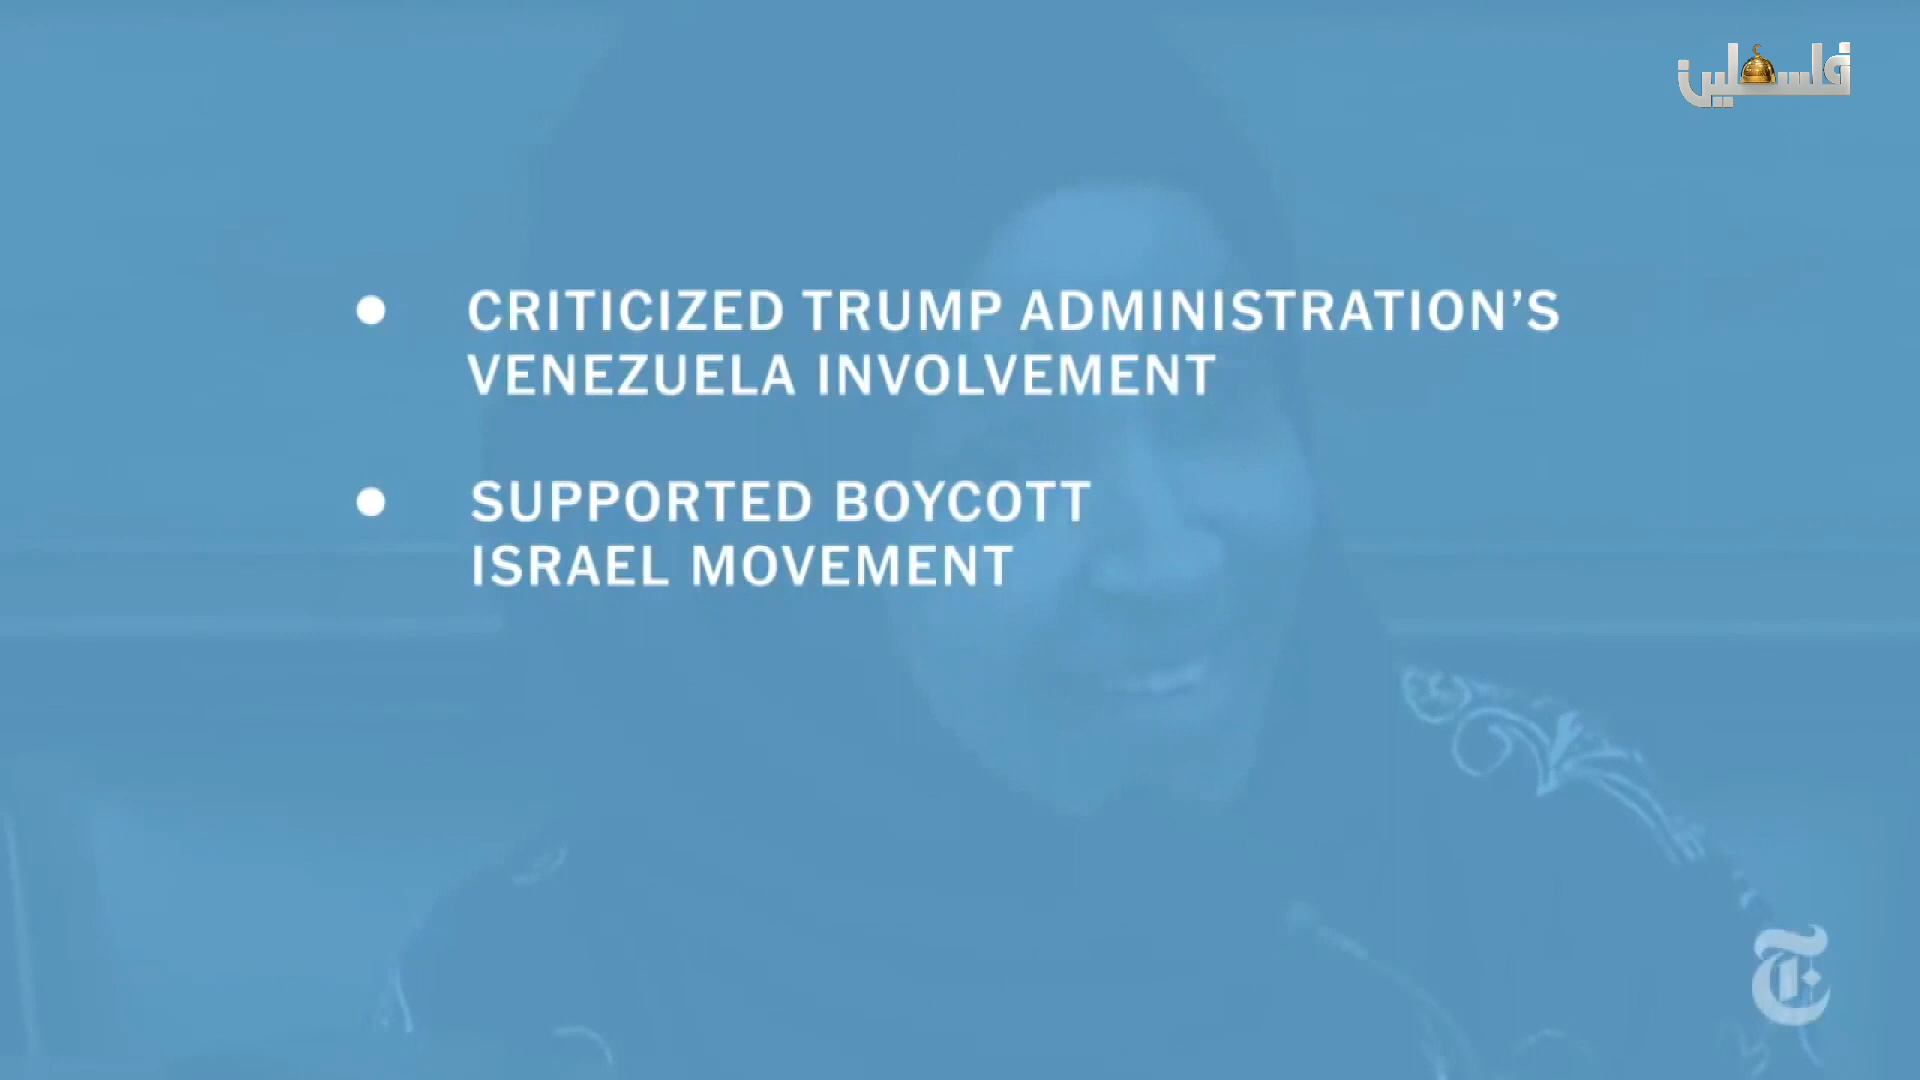 فلسطين
CRITICIZED TRUMP ADMINISTRATION’S
VENEZUELA INVOLVEMENT
SUPPORTED BOYCOTT
ISRAEL MOVEMENT
T